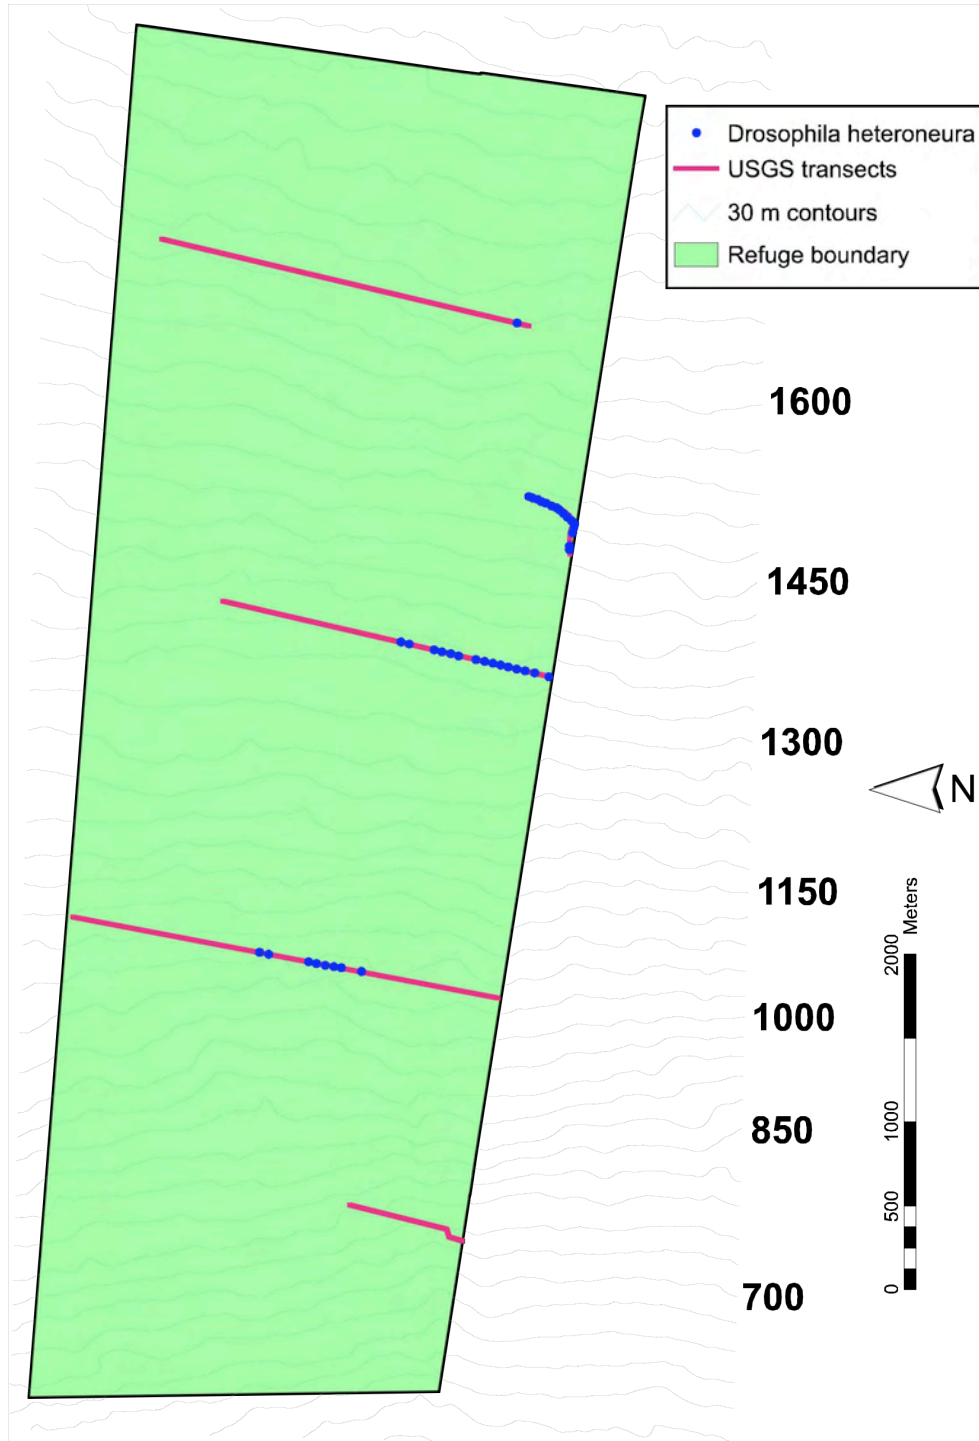 Drosophila heteroneura
USGS transects
30 m contours
Refuge boundary
1600
1450
1300
N
1150
Meters
2000
1000
1000
850
500
700
0